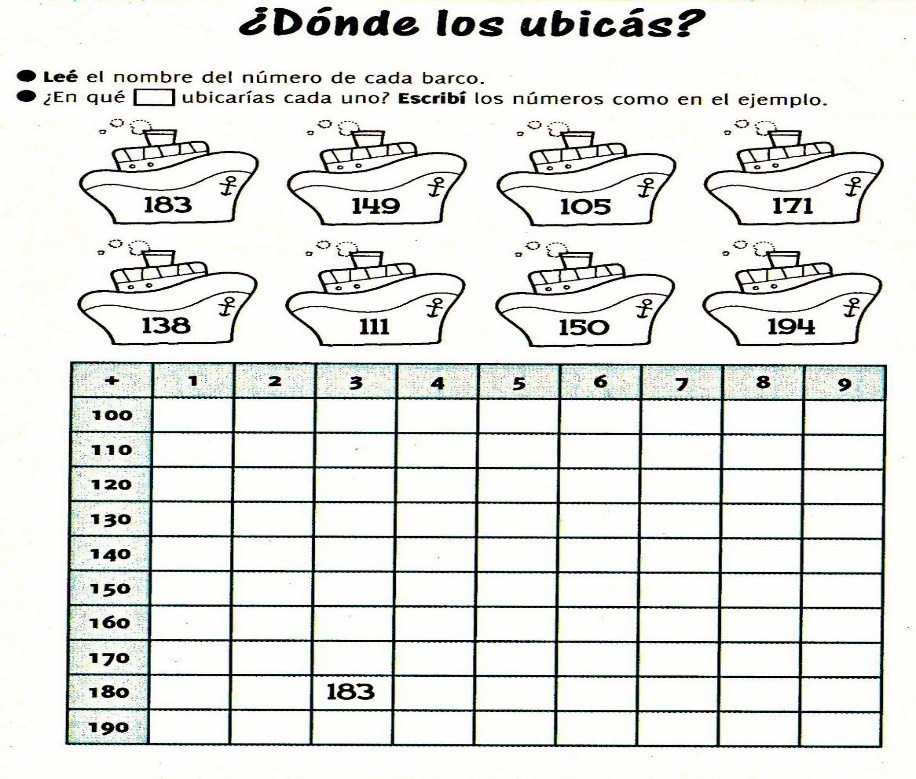 ¿Dónde los ubicás?
● Leé el nombre del número de cada barco.
● ¿En qué ubicarías cada uno? Escribí los números como en el ejemplo.
183 149 105 171
138 111 150 194
+ 1 2 3 4 5 6 7 8 9
100
110
120
130
140
150
160
170
180 183
190